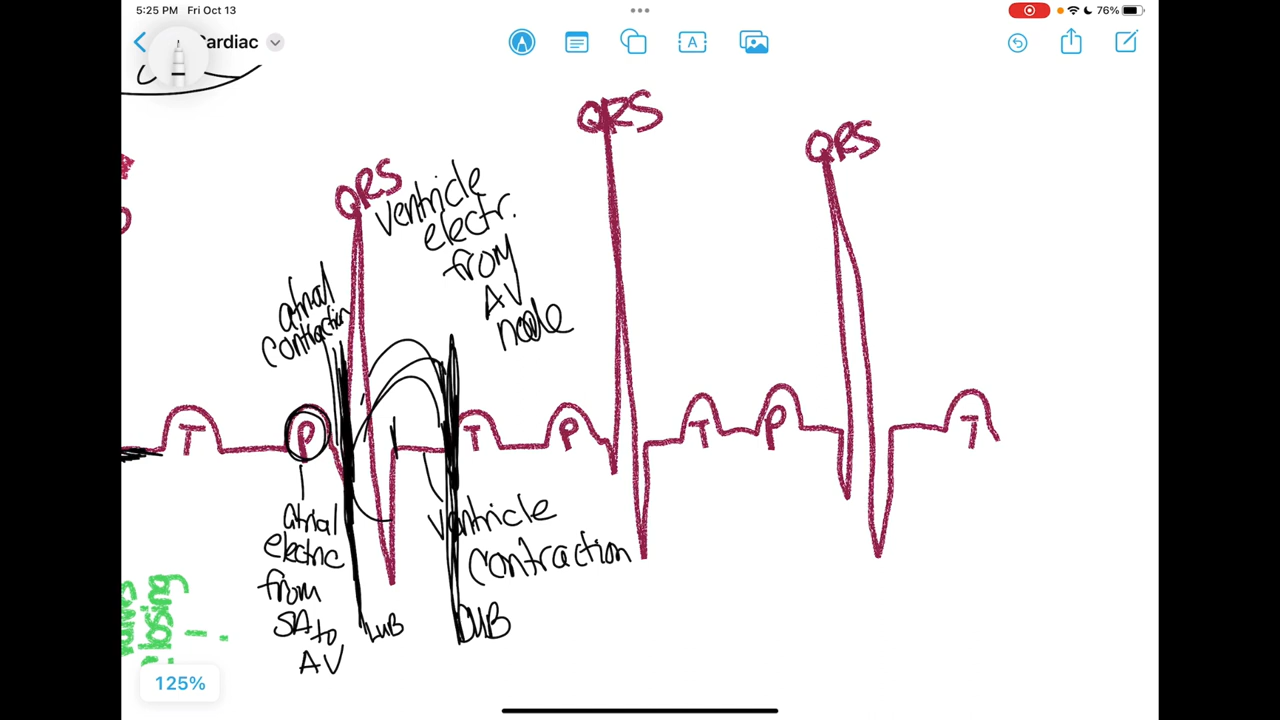 5:25 PM Fri Oct 13
76%
Cardiac
A
QRS
QRS
QRS
ventricle
electr.
from
AV
node
atrial
contraction
T
P
T
P
T
P
T
atrial
electric
from
SA to
AV
ventricle
contraction
LUB
DUB
closing
125%